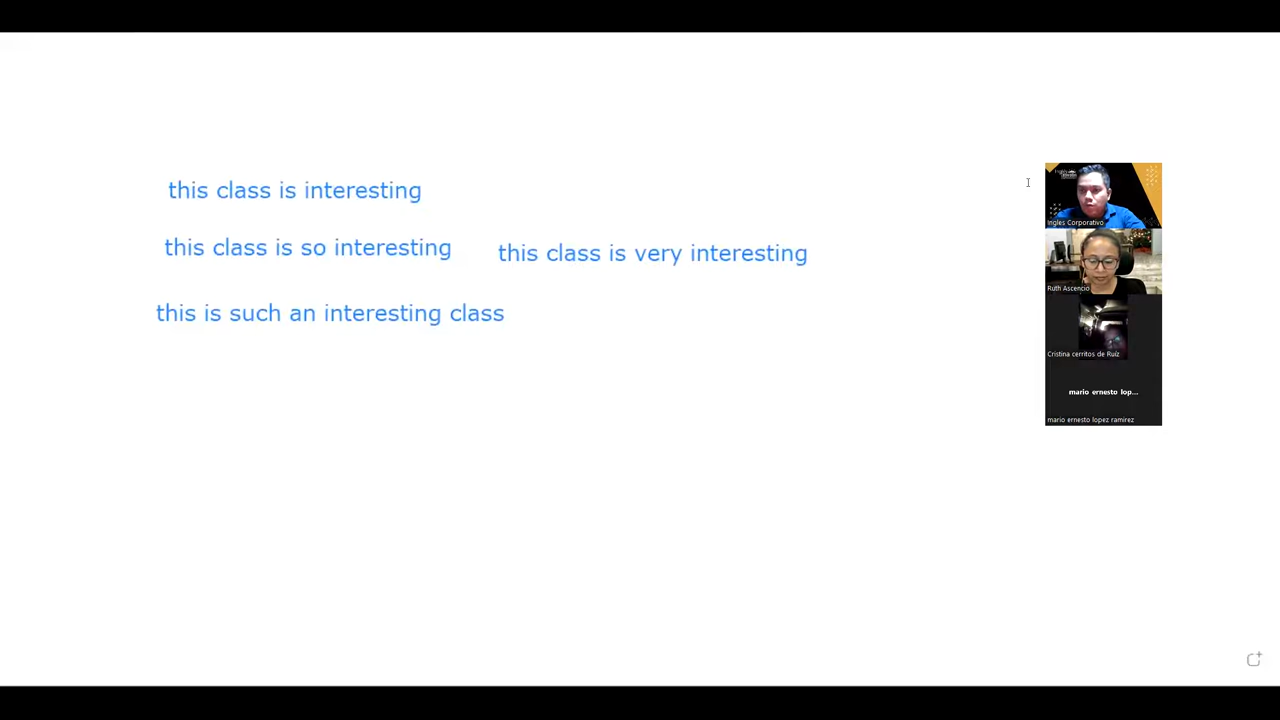 this class is interesting
this class is so interesting
this class is very interesting
this is such an interesting class
Ingles Corporativo
Ruth Ascencio
Cristina cerritos de Ruiz
mario ernesto lop...
mario ernesto lopez ramirez